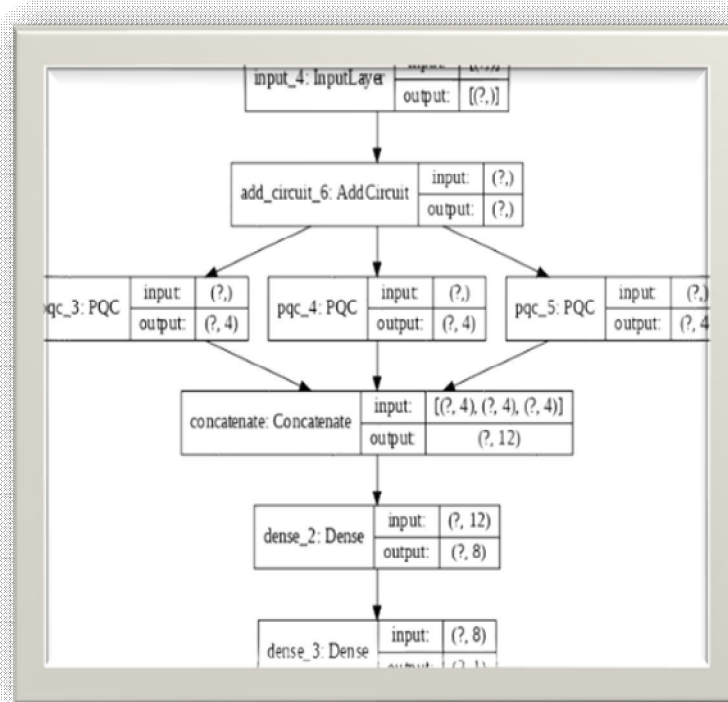 input_4: InputLayer
output: [(?,)]
add_circuit_6: AddCircuit
input: (?,)
output: (?,)
qc_3: PQC
input: (?,)
output: (?, 4)
pqc_4: PQC
input: (?,)
output: (?, 4)
pqc_5: PQC
input: (?,)
output: (?, 4
concatenate: Concatenate
input: [(?, 4), (?, 4), (?, 4)]
output: (?, 12)
dense_2: Dense
input: (?, 12)
output: (?, 8)
dense_3: Dense
input: (?, 8)